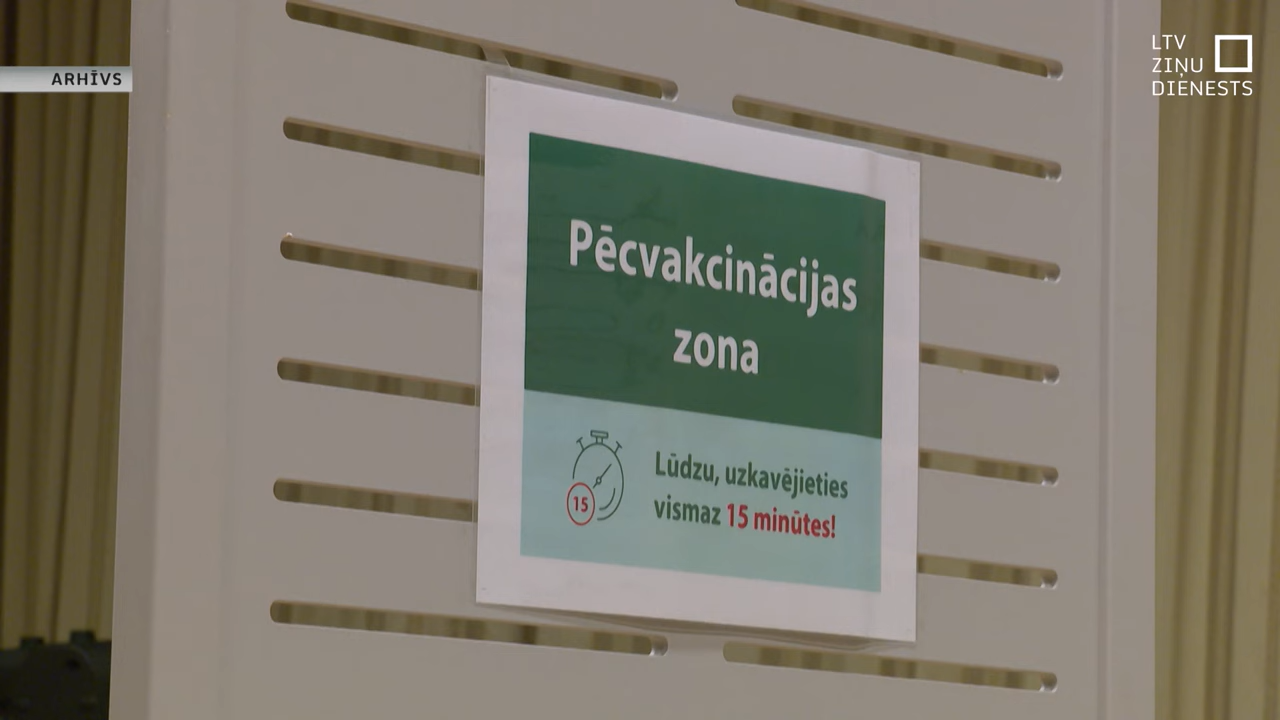 ARHĪVS
LTV
ZIŅU
DIENESTS
Pēcvakcinācijas
zona
15
Lūdzu, uzkavējieties
vismaz 15 minūtes!